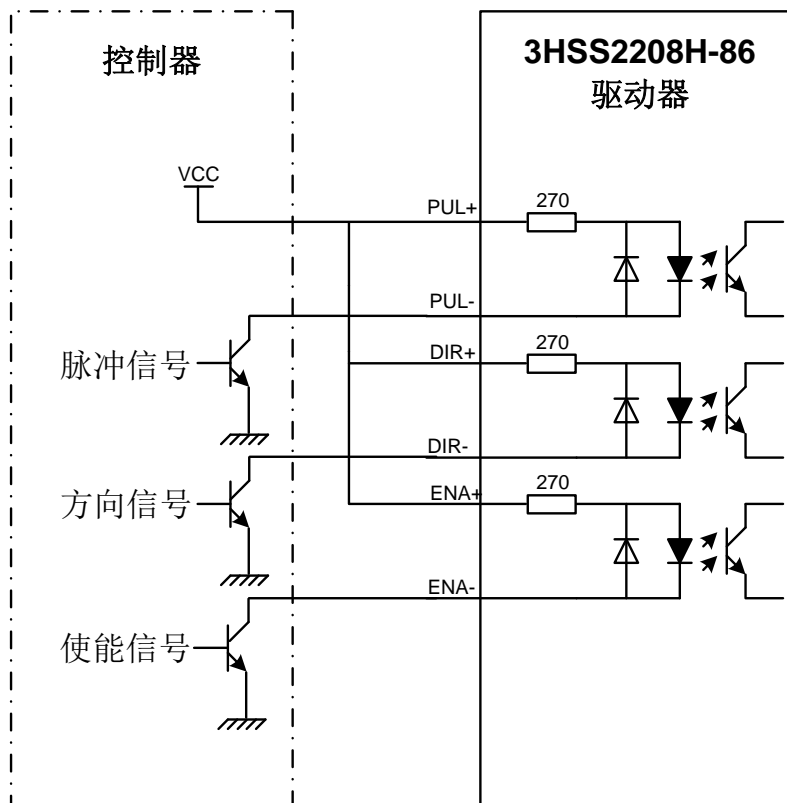 控制器
3HSS2208H-86
驱动器
VCC
PUL+
270
PUL-
脉冲信号
DIR+
270
DIR-
方向信号
ENA+
270
ENA-
使能信号